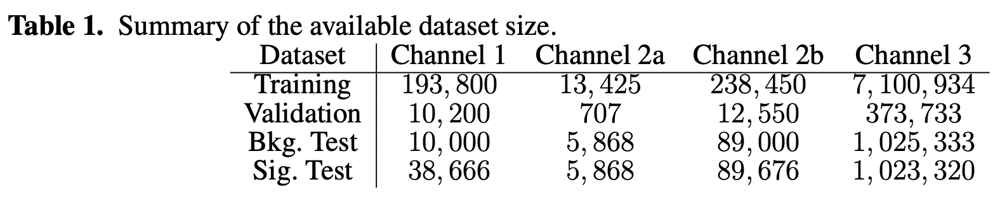 Table 1. Summary of the available dataset size.
Dataset Channel 1 Channel 2a Channel 2b Channel 3
Training 193, 800 13, 425 238, 450 7, 100, 934
Validation 10, 200 707 12, 550 373, 733
Bkg. Test 10, 000 5, 868 89, 000 1, 025, 333
Sig. Test 38, 666 5, 868 89, 676 1, 023, 320